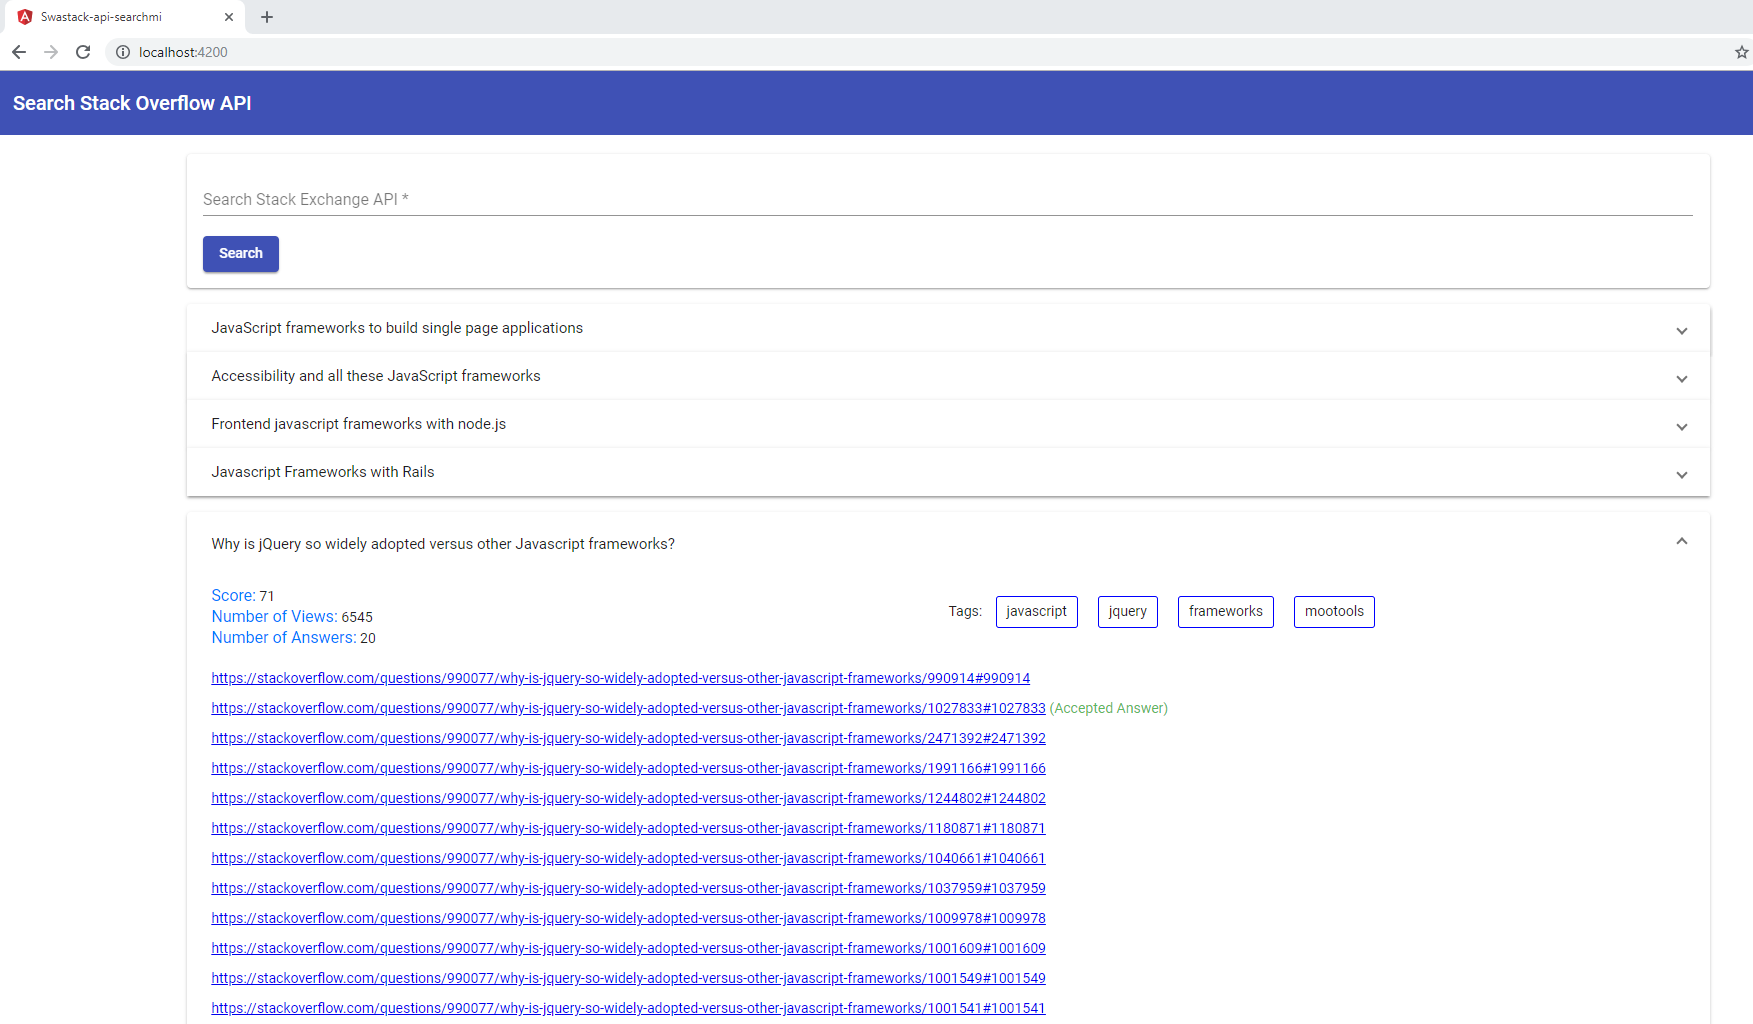 Swastack-api-searchmi
localhost:4200
Search Stack Overflow API
Search Stack Exchange API *
Search
JavaScript frameworks to build single page applications
Accessibility and all these JavaScript frameworks
Frontend javascript frameworks with node.js
Javascript Frameworks with Rails
Why is jQuery so widely adopted versus other Javascript frameworks?
Score: 71
Number of Views: 6545
Number of Answers: 20
Tags: javascript jquery frameworks mootools
https://stackoverflow.com/questions/990077/why-is-jquery-so-widely-adopted-versus-other-javascript-frameworks/990914#990914
https://stackoverflow.com/questions/990077/why-is-jquery-so-widely-adopted-versus-other-javascript-frameworks/1027833#1027833 (Accepted Answer)
https://stackoverflow.com/questions/990077/why-is-jquery-so-widely-adopted-versus-other-javascript-frameworks/2471392#2471392
https://stackoverflow.com/questions/990077/why-is-jquery-so-widely-adopted-versus-other-javascript-frameworks/1991166#1991166
https://stackoverflow.com/questions/990077/why-is-jquery-so-widely-adopted-versus-other-javascript-frameworks/1244802#1244802
https://stackoverflow.com/questions/990077/why-is-jquery-so-widely-adopted-versus-other-javascript-frameworks/1180871#1180871
https://stackoverflow.com/questions/990077/why-is-jquery-so-widely-adopted-versus-other-javascript-frameworks/1040661#1040661
https://stackoverflow.com/questions/990077/why-is-jquery-so-widely-adopted-versus-other-javascript-frameworks/1037959#1037959
https://stackoverflow.com/questions/990077/why-is-jquery-so-widely-adopted-versus-other-javascript-frameworks/1009978#1009978
https://stackoverflow.com/questions/990077/why-is-jquery-so-widely-adopted-versus-other-javascript-frameworks/1001609#1001609
https://stackoverflow.com/questions/990077/why-is-jquery-so-widely-adopted-versus-other-javascript-frameworks/1001549#1001549
https://stackoverflow.com/questions/990077/why-is-jquery-so-widely-adopted-versus-other-javascript-frameworks/1001541#1001541